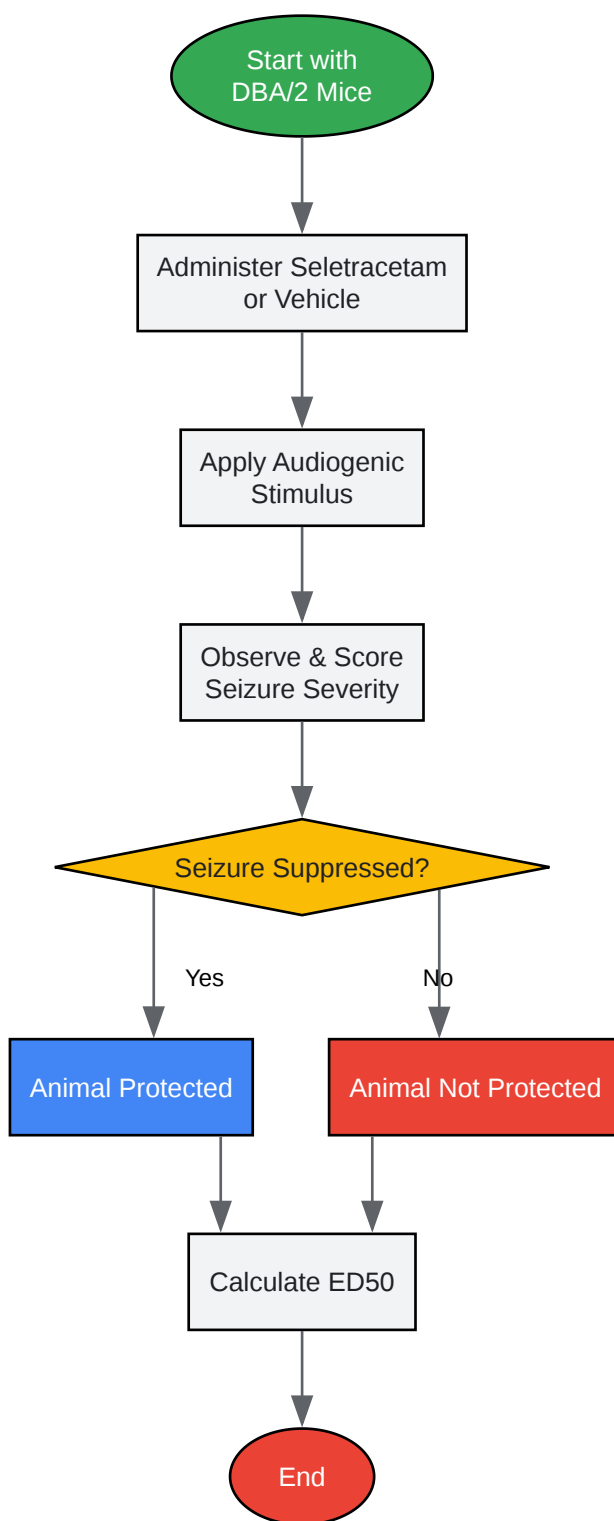 Start with
DBA/2 Mice
Administer Seletracetam
or Vehicle
Apply Audiogenic
Stimulus
Observe & Score
Seizure Severity
Seizure Suppressed?
Yes
No
Animal Protected
Animal Not Protected
Calculate ED50
End